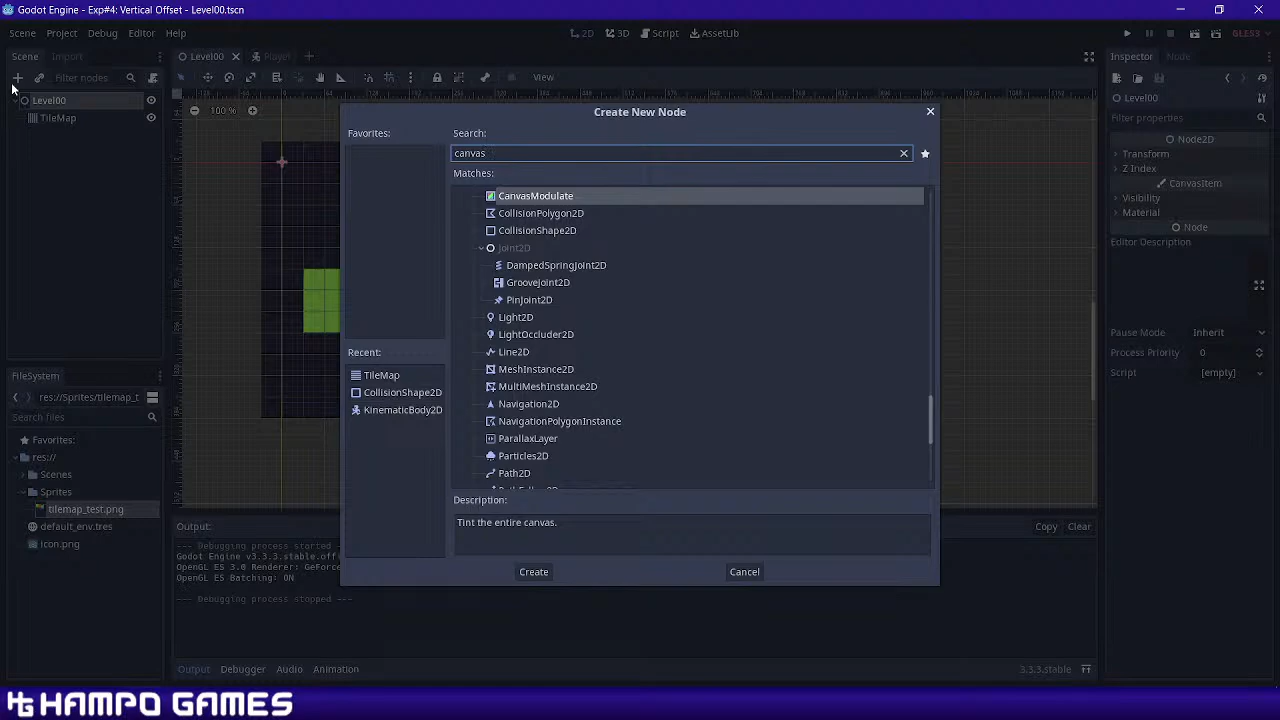 Godot Engine - Exp#4: Vertical Offset - Level00.tscn
Scene Project Debug Editor Help
2D 3D Script AssetLib
GLES3
Scene Import
Level00 Player
Inspector Node
Filter nodes
View
Level00
TileMap
100 %
Level00
Filter properties
Node2D
Transform
Z Index
CanvasItem
Visibility
Material
Node
Editor Description
Pause Mode Inherit
Process Priority 0
Script [empty]
Create New Node
Favorites:
Search:
canvas
Matches:
CanvasModulate
CollisionPolygon2D
CollisionShape2D
Joint2D
DampedSpringJoint2D
GrooveJoint2D
PinJoint2D
Light2D
LightOccluder2D
Line2D
MeshInstance2D
MultiMeshInstance2D
Navigation2D
NavigationPolygonInstance
ParallaxLayer
Particles2D
Path2D
Recent:
TileMap
CollisionShape2D
KinematicBody2D
Description:
Tint the entire canvas.
Create Cancel
FileSystem
res://Sprites/tilemap_t
Search files
Favorites:
res://
Scenes
Sprites
tilemap_test.png
default_env.tres
icon.png
Output:
Copy Clear
--- Debugging process started
Godot Engine v3.3.3.stable.offi
OpenGL ES 3.0 Renderer: GeForce
OpenGL ES Batching: ON
--- Debugging process stopped ---
Output Debugger Audio Animation
3.3.3.stable
HAMPO GAMES